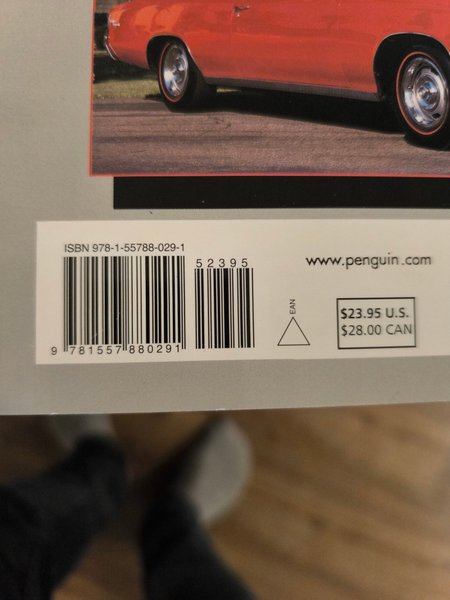 ISBN 978-1-55788-029-1
52395
www.penguin.com
EAN
$23.95 U.S.
$28.00 CAN
9 781557 880291